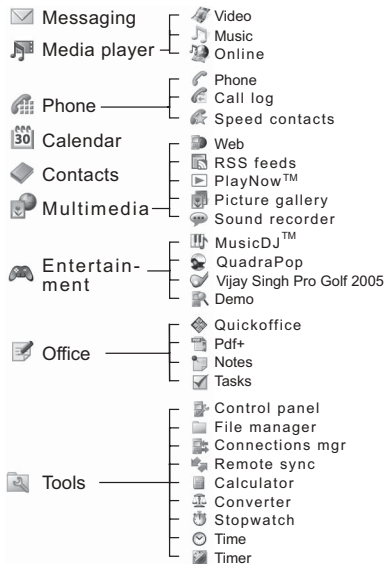 Messaging
Media player
Video
Music
Online
Phone
Phone
Call log
Speed contacts
30
Calendar
Contacts
Multimedia
Web
RSS feeds
PlayNow™
Picture gallery
Sound recorder
Entertain-
ment
MusicDJ™
QuadraPop
Vijay Singh Pro Golf 2005
Demo
Office
Quickoffice
Pdf+
Notes
Tasks
Tools
Control panel
File manager
Connections mgr
Remote sync
Calculator
Converter
Stopwatch
Time
Timer